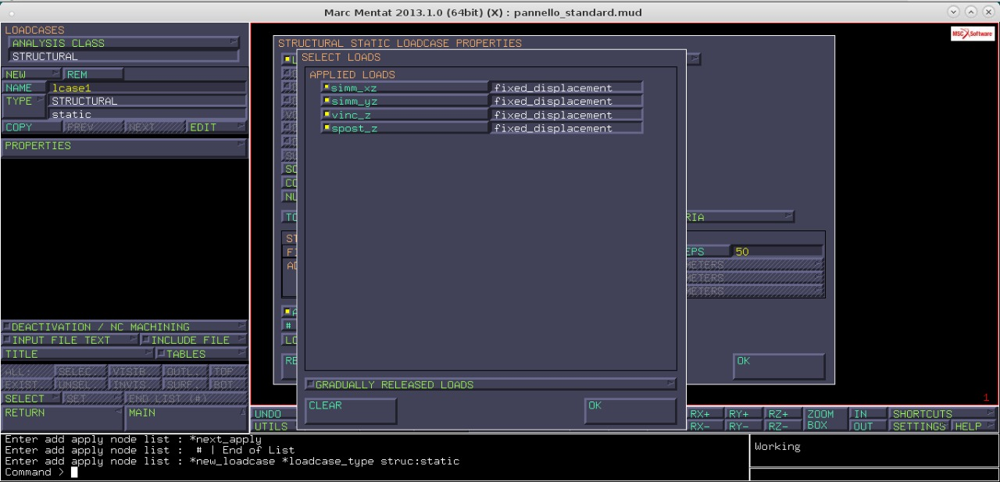 Marc Mentat 2013.1.0 (64bit) (X) : pannello_standard.mud
LOADCASES
ANALYSIS CLASS
STRUCTURAL
NEW REM
NAME lcase1
TYPE STRUCTURAL
static
COPY PREV NEXT EDIT
PROPERTIES
DEACTIVATION / NC MACHINING
INPUT FILE TEXT INCLUDE FILE
TITLE TABLES
ALL: SELEC. VISIB. OUTL. TOP
EXIST. UNSEL. INVIS. SURF. BOT.
SELECT SET END LIST (#)
RETURN MAIN
MSC Software
STRUCTURAL STATIC LOADCASE PROPERTIES
SELECT LOADS
APPLIED LOADS
simm_xz fixed_displacement
simm_yz fixed_displacement
vinc_z fixed_displacement
spost_z fixed_displacement
GRADUALLY RELEASED LOADS
CLEAR OK
SO
CO
NU
TO RIA
ST
FI EPS 50
AD METERS
METERS
METERS
A
#
LO
RE OK
1
UNDO RX+ RY+ RZ+ ZOOM BOX IN SHORTCUTS
UTILS RX- RY- RZ- OUT SETTINGS HELP
Enter add apply node list : *next_apply
Enter add apply node list : # | End of List
Enter add apply node list : *new_loadcase *loadcase_type struc:static
Command >
Working